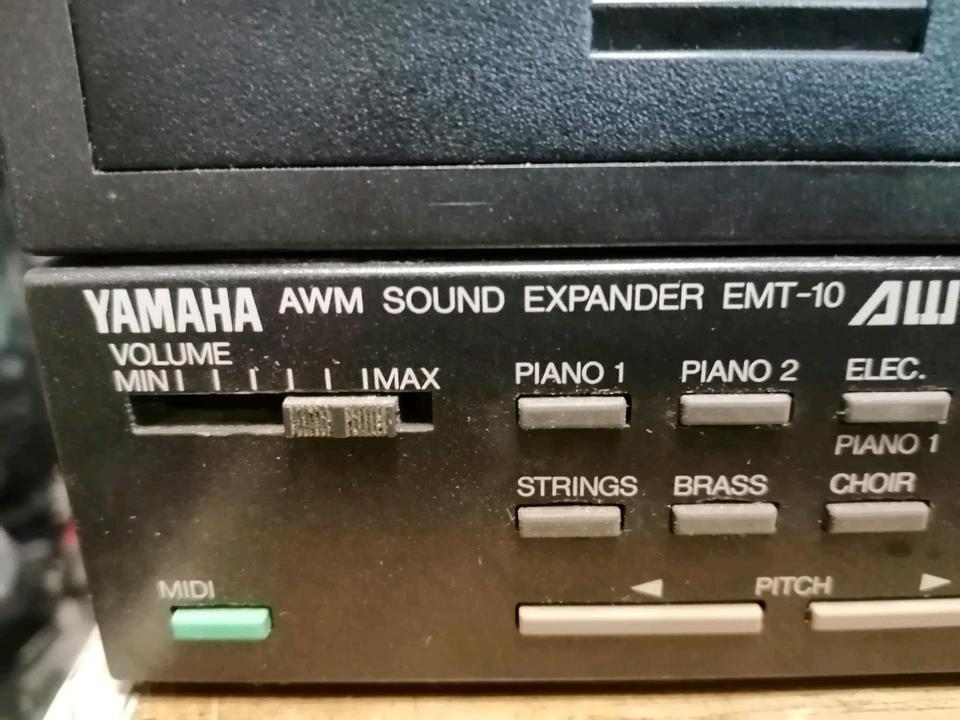 YAMAHA AWM SOUND EXPANDER EMT-10 AW
VOLUME
MIN MAX
PIANO 1 PIANO 2 ELEC.
PIANO 1
STRINGS BRASS CHOIR
MIDI
PITCH